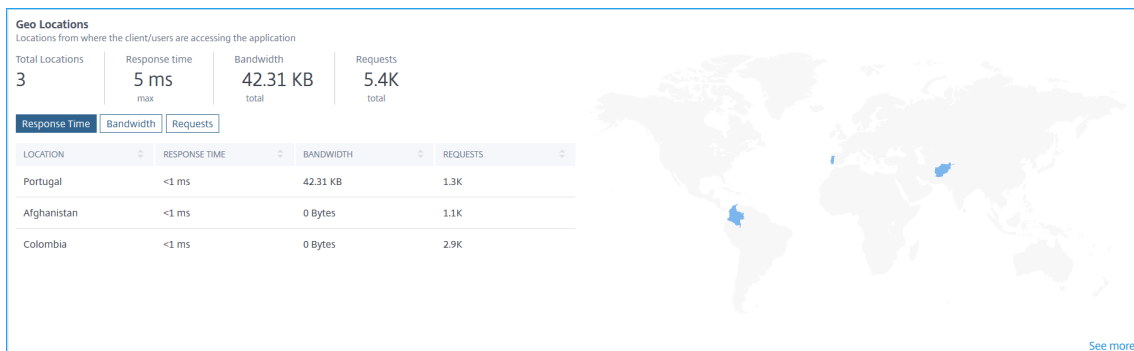 Geo Locations
Locations from where the client/users are accessing the application
Total Locations Response time Bandwidth Requests
3 5 ms 42.31 KB 5.4K
max total total
Response Time Bandwidth Requests
LOCATION RESPONSE TIME BANDWIDTH REQUESTS
Portugal <1 ms 42.31 KB 1.3K
Afghanistan <1 ms 0 Bytes 1.1K
Colombia <1 ms 0 Bytes 2.9K
See more